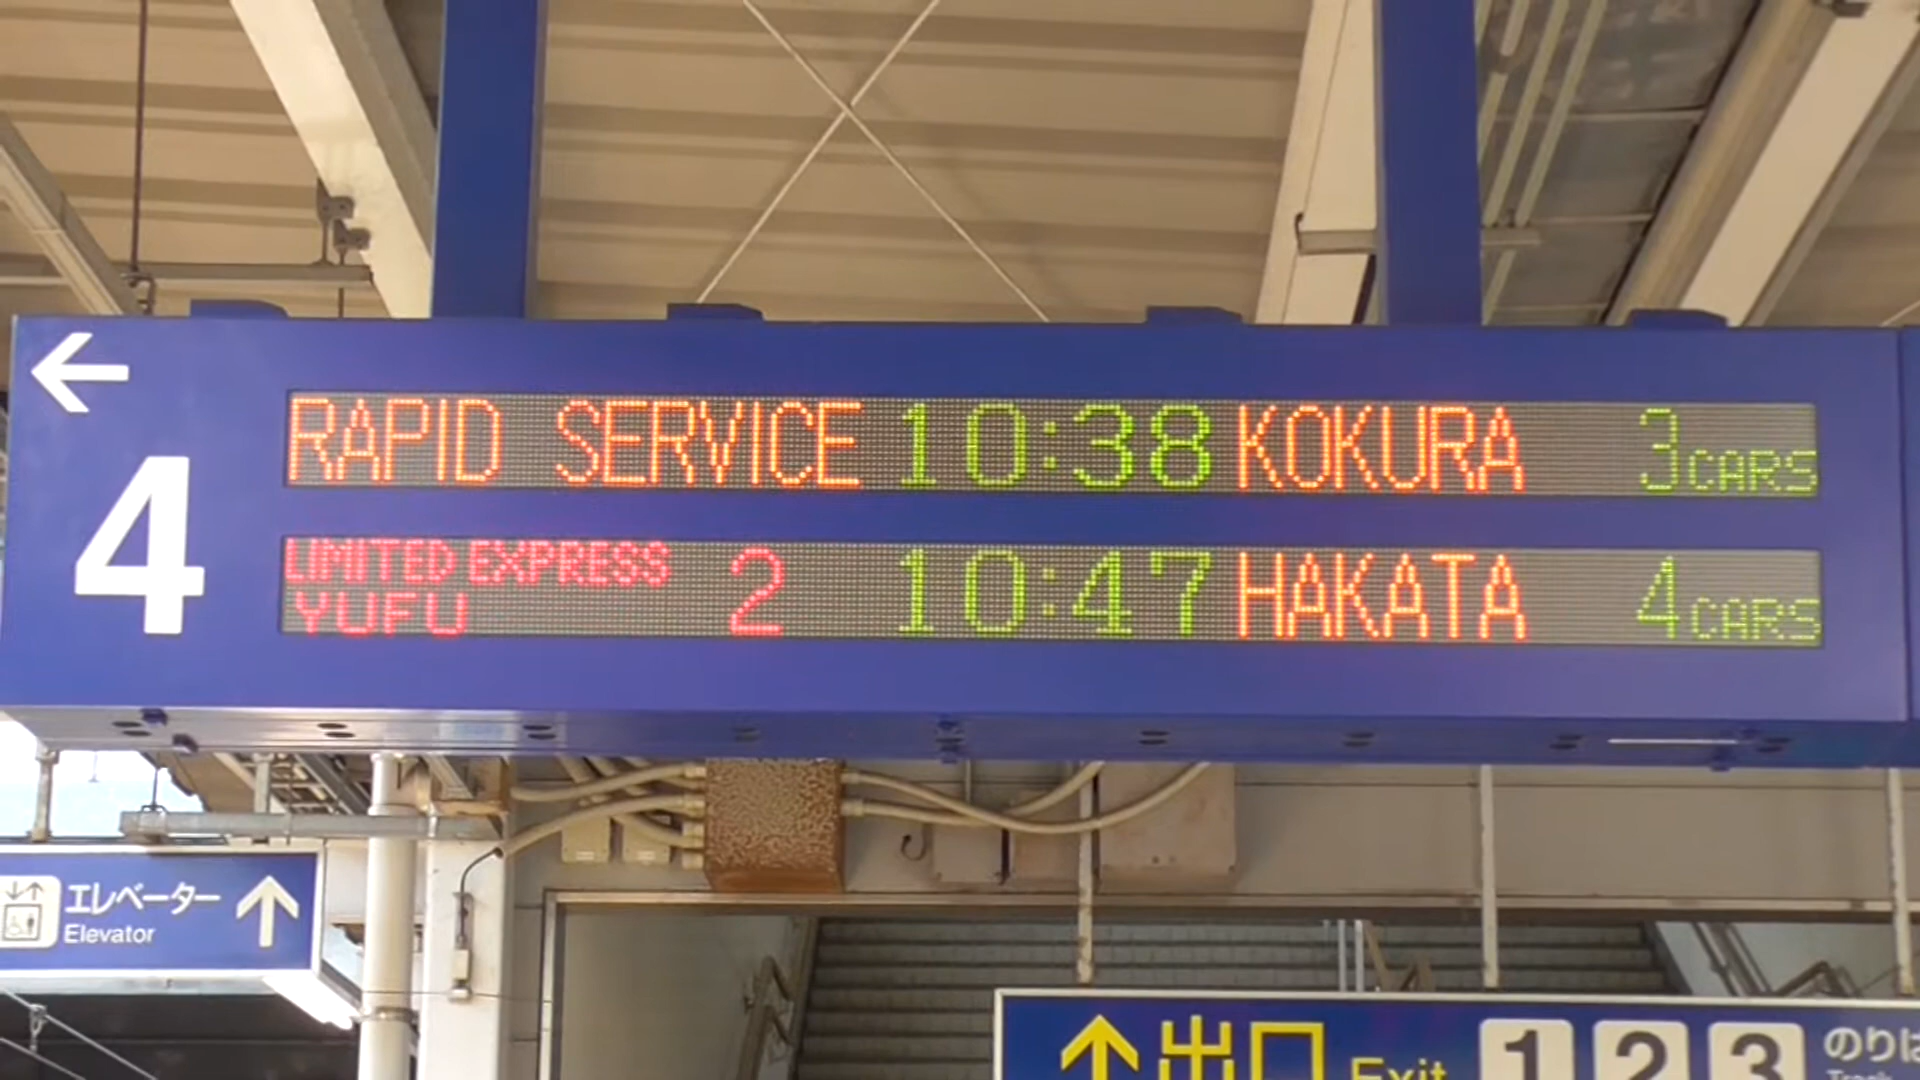 4
RAPID SERVICE 10:38 KOKURA 3CARS
LIMITED EXPRESS
YUFU 2 10:47 HAKATA 4CARS
エレベーター
Elevator
出口 Exit 1 2 3 のりば